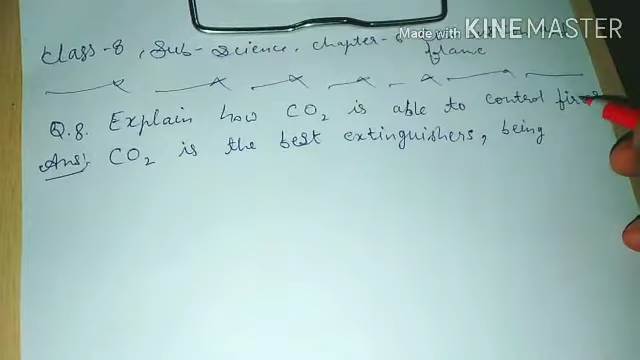 Made with KINEMASTER
Class-8, Sub- Science, chapter-
flame
Q.8. Explain how CO2 is able to control fires
Ans:- CO2 is the best extinguishers, being